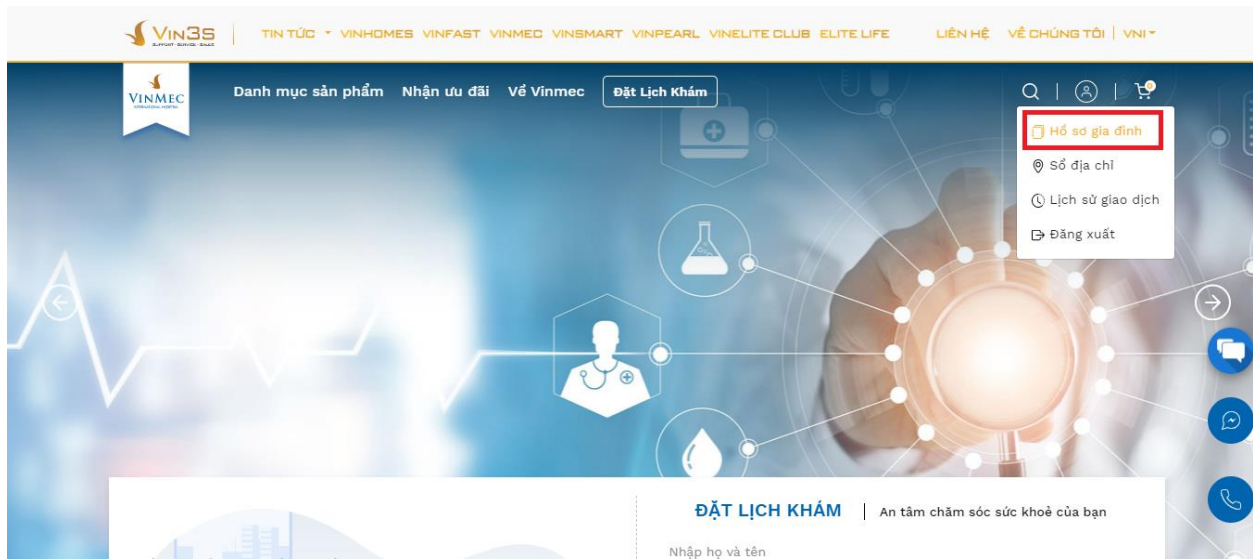 VIN3S
SUPPORT - SERVICE - SALES
TIN TỨC VINHOMES VINFAST VINMEC VINSMART VINPEARL VINELITE CLUB ELITE LIFE LIÊN HỆ VỀ CHÚNG TÔI VNI
VINMEC
Danh mục sản phẩm Nhận ưu đãi Về Vinmec Đặt Lịch Khám
0
Hồ sơ gia đình
Sổ địa chỉ
Lịch sử giao dịch
Đăng xuất
ĐẶT LỊCH KHÁM An tâm chăm sóc sức khoẻ của bạn
Nhập họ và tên